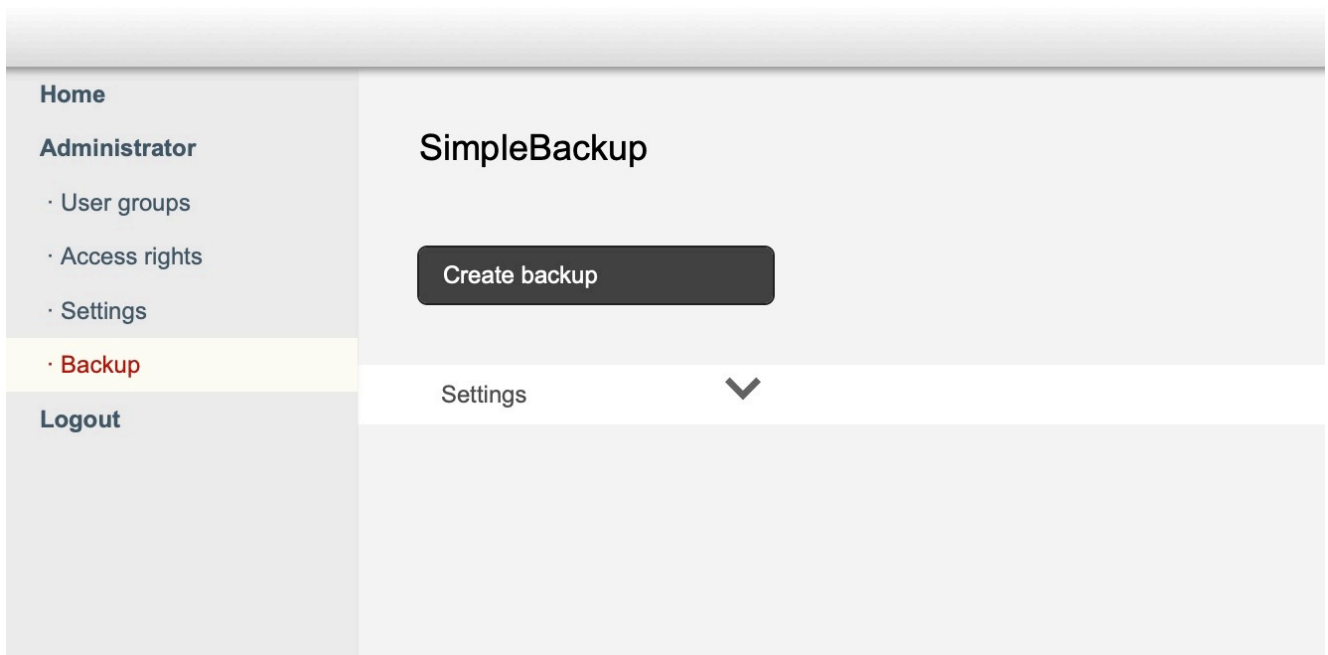 Home
Administrator
· User groups
· Access rights
· Settings
· Backup
Logout
SimpleBackup
Create backup
Settings